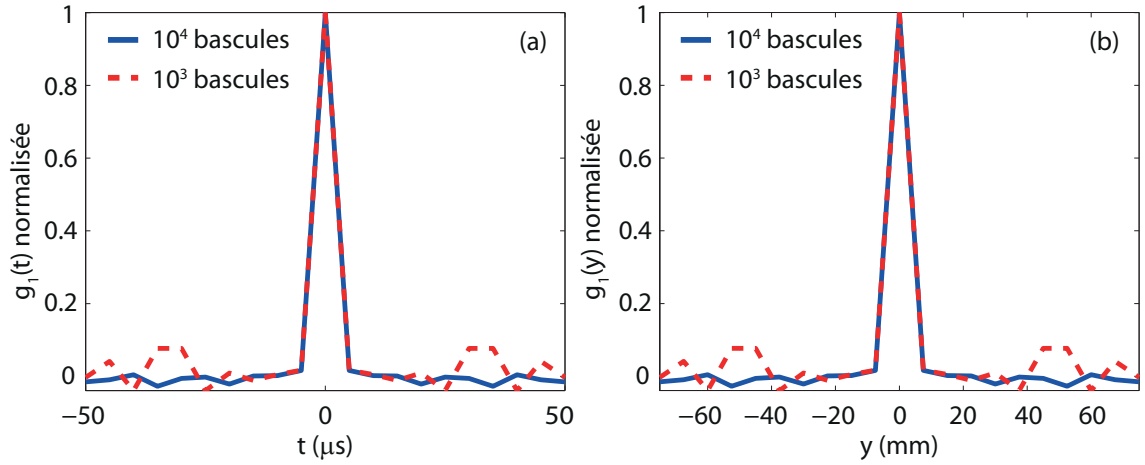 10⁴ bascules
10³ bascules
(a)
g₁(t) normalisée
1
0.8
0.6
0.4
0.2
0
−50
0
50
t (µs)
10⁴ bascules
10³ bascules
(b)
g₁(y) normalisée
1
0.8
0.6
0.4
0.2
0
−60
−40
−20
0
20
40
60
y (mm)